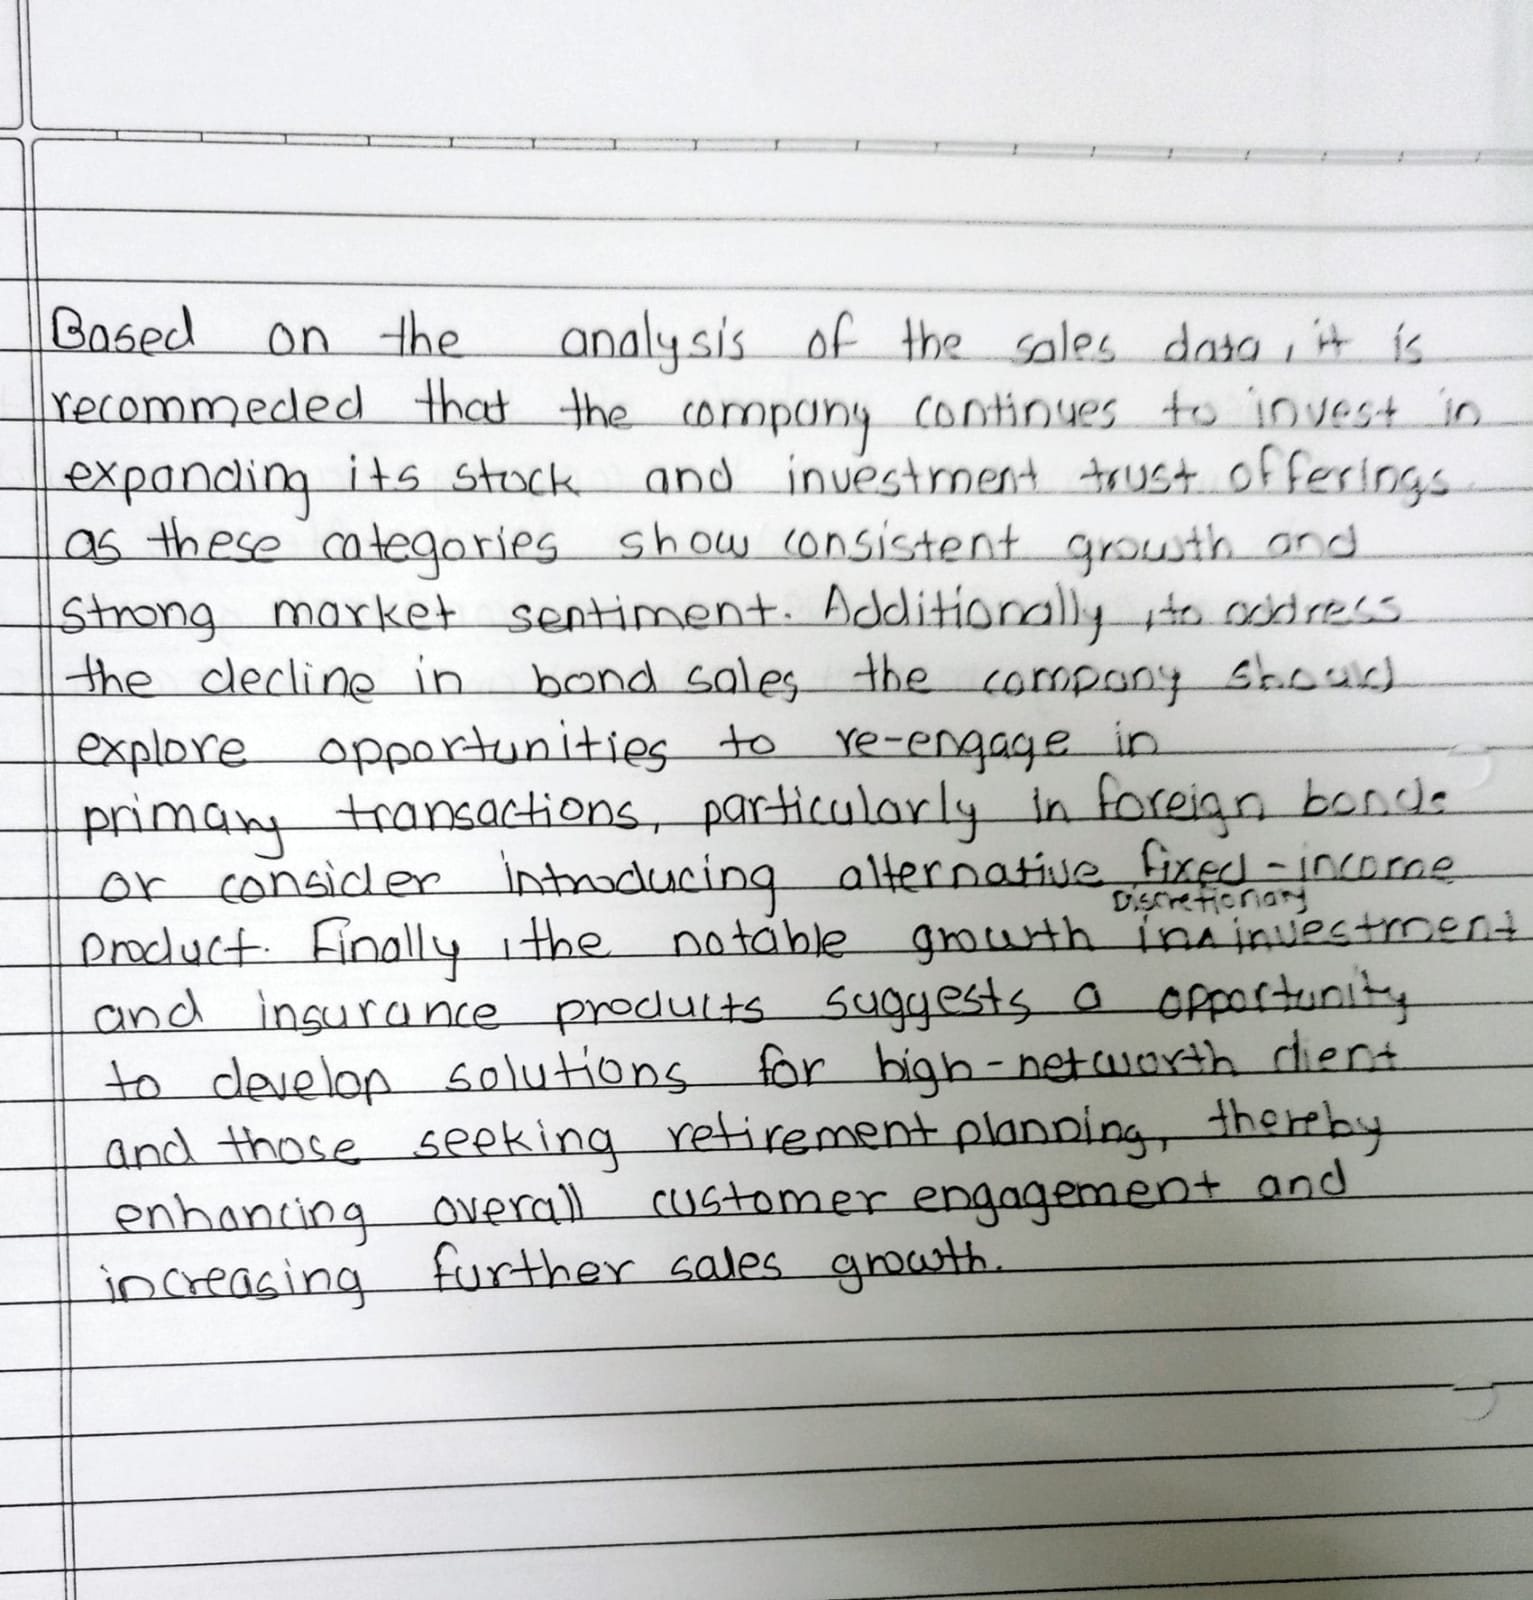 Based on the analysis of the sales data, it is
recommeded that the company continues to invest in
expanding its stock and investment trust offerings
as these categories show consistent growth and
strong market sentiment. Additionally, to address
the decline in bond sales the company should
explore opportunities to re-engage in
primary transactions, particularly in foreign bonds
or consider introducing alternative fixed-income
Discretionary
product. Finally, the notable growth in^investment
and insurance products suggests a opportunity
to develop solutions for high-networth client
and those seeking retirement planning, thereby
enhancing overall customer engagement and
increasing further sales growth.